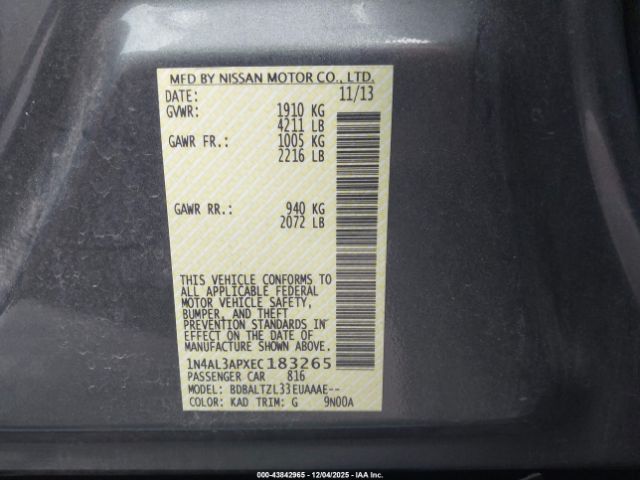 MFD BY NISSAN MOTOR CO., LTD.
DATE: 11/13
GVWR: 1910 KG
4211 LB
GAWR FR.: 1005 KG
2216 LB
GAWR RR.: 940 KG
2072 LB
THIS VEHICLE CONFORMS TO
ALL APPLICABLE FEDERAL
MOTOR VEHICLE SAFETY,
BUMPER, AND THEFT
PREVENTION STANDARDS IN
EFFECT ON THE DATE OF
MANUFACTURE SHOWN ABOVE.
1N4AL3APXEC183265
PASSENGER CAR 816
MODEL: BDBALTZL33EUAAAE--
COLOR: KAD TRIM: G 9N00A
000-43842965 - 12/04/2025 - IAA Inc.